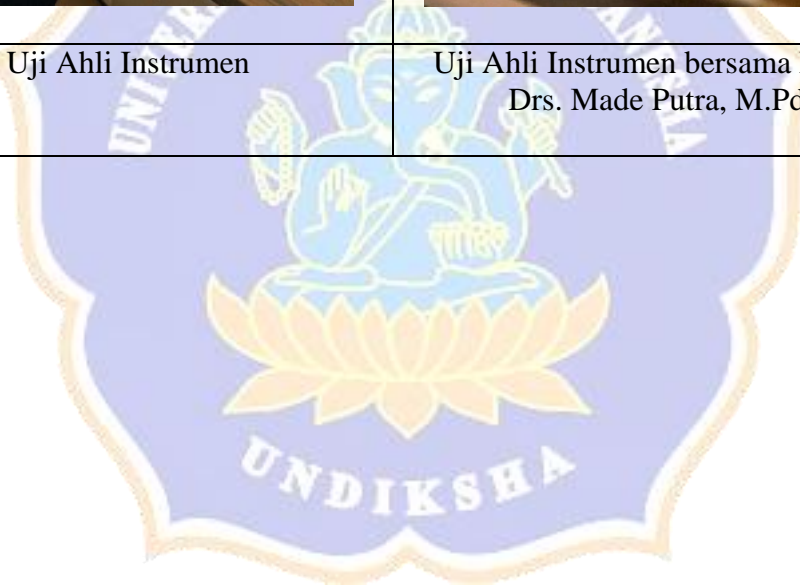 Uji Ahli Instrumen
Uji Ahli Instrumen bersama
Drs. Made Putra, M.Pd
UNDIKSHA